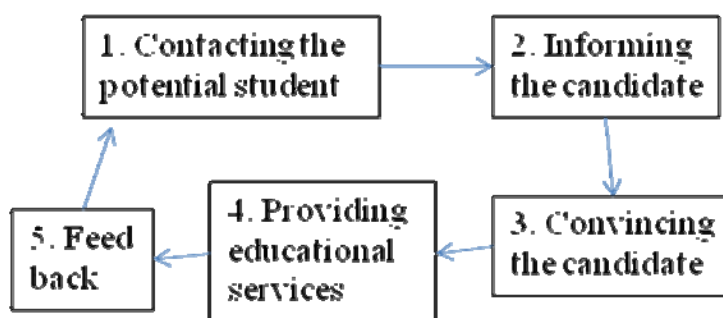 1. Contacting the
potential student
2. Informing
the candidate
3. Convincing
the candidate
4. Providing
educational
services
5. Feed
back